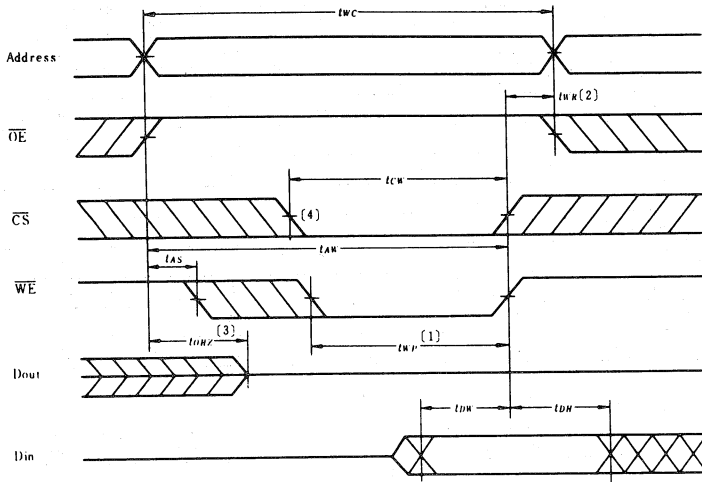 tWC
Address
tWR(2)
OE
tCW
CS
(4)
tAW
tAS
WE
(3)
tOHZ
(1)
tWP
Dout
tDW
tDH
Din